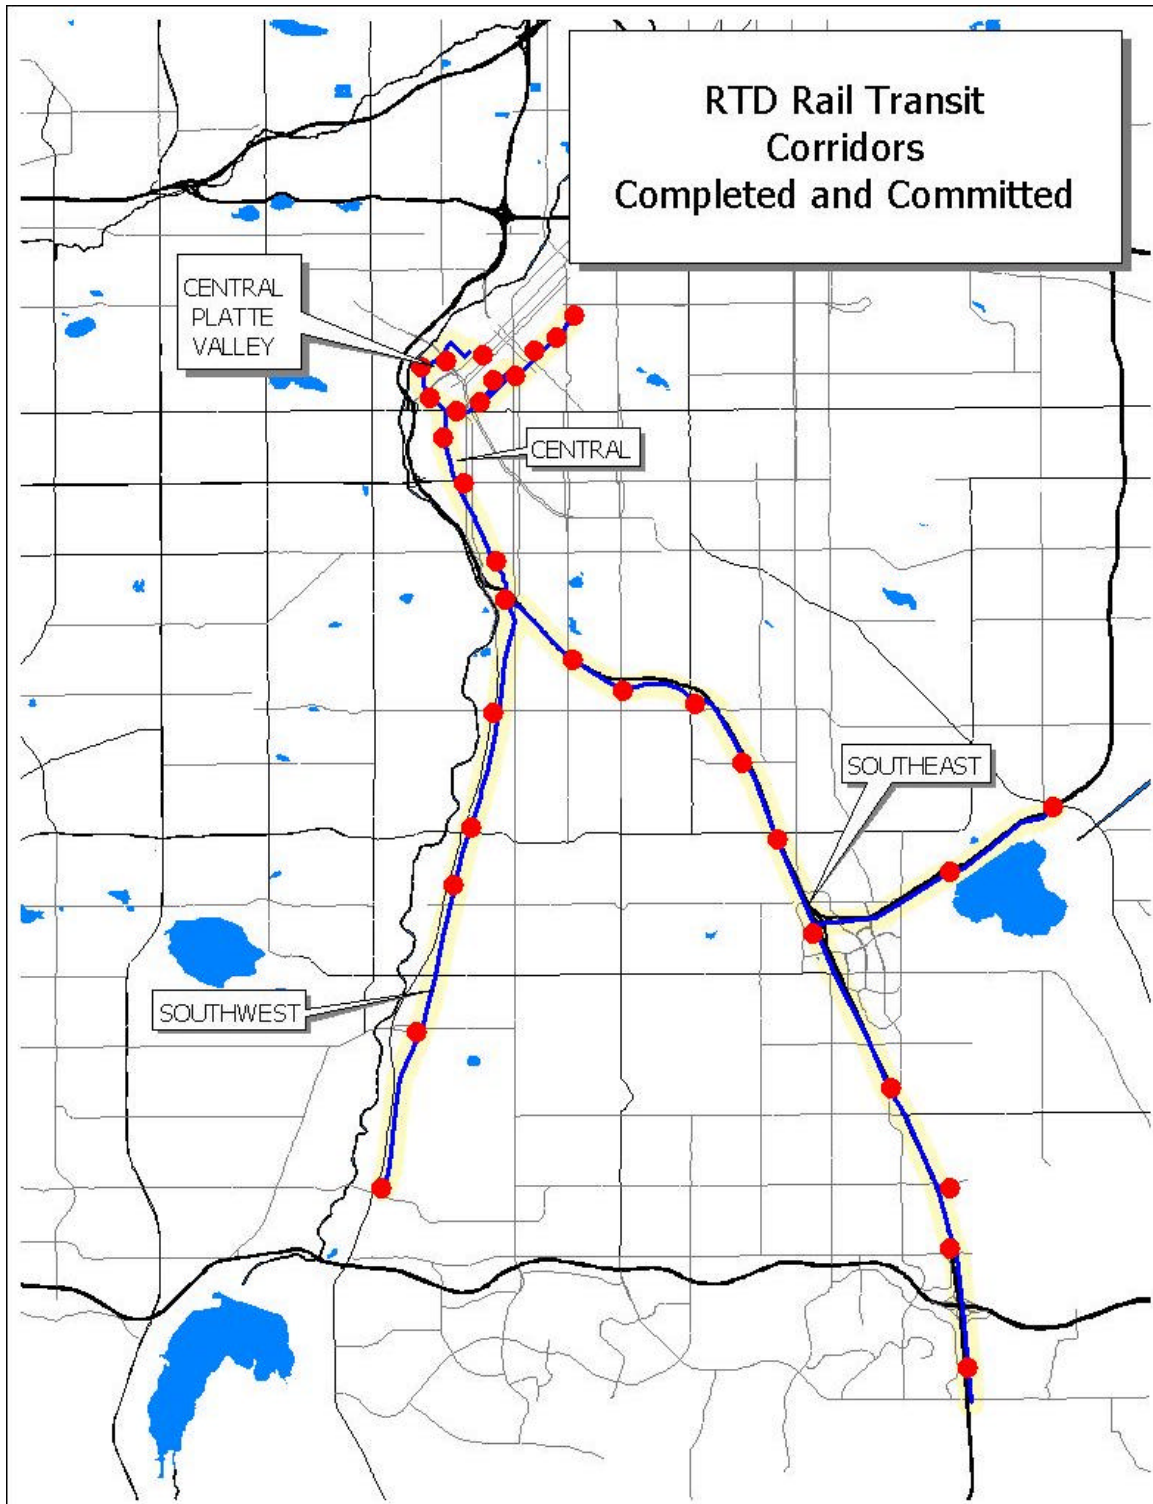 RTD Rail Transit
Corridors
Completed and Committed
CENTRAL
PLATTE
VALLEY
CENTRAL
SOUTHEAST
SOUTHWEST